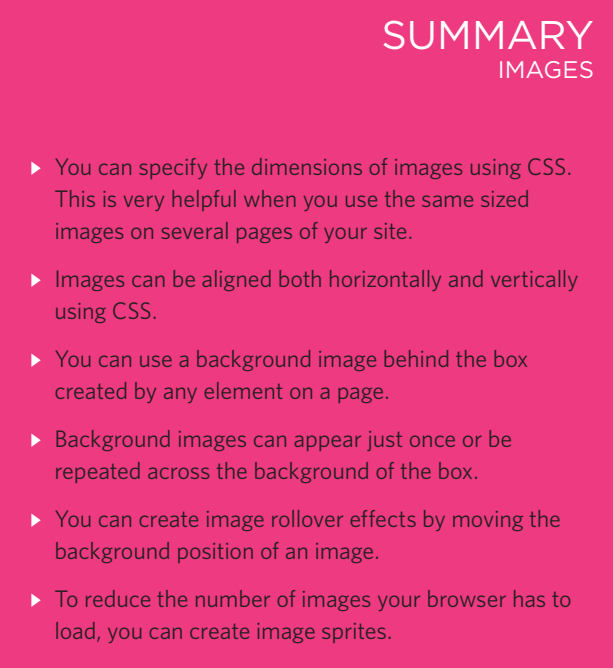 SUMMARY
IMAGES
You can specify the dimensions of images using CSS.
This is very helpful when you use the same sized
images on several pages of your site.
Images can be aligned both horizontally and vertically
using CSS.
You can use a background image behind the box
created by any element on a page.
Background images can appear just once or be
repeated across the background of the box.
You can create image rollover effects by moving the
background position of an image.
To reduce the number of images your browser has to
load, you can create image sprites.